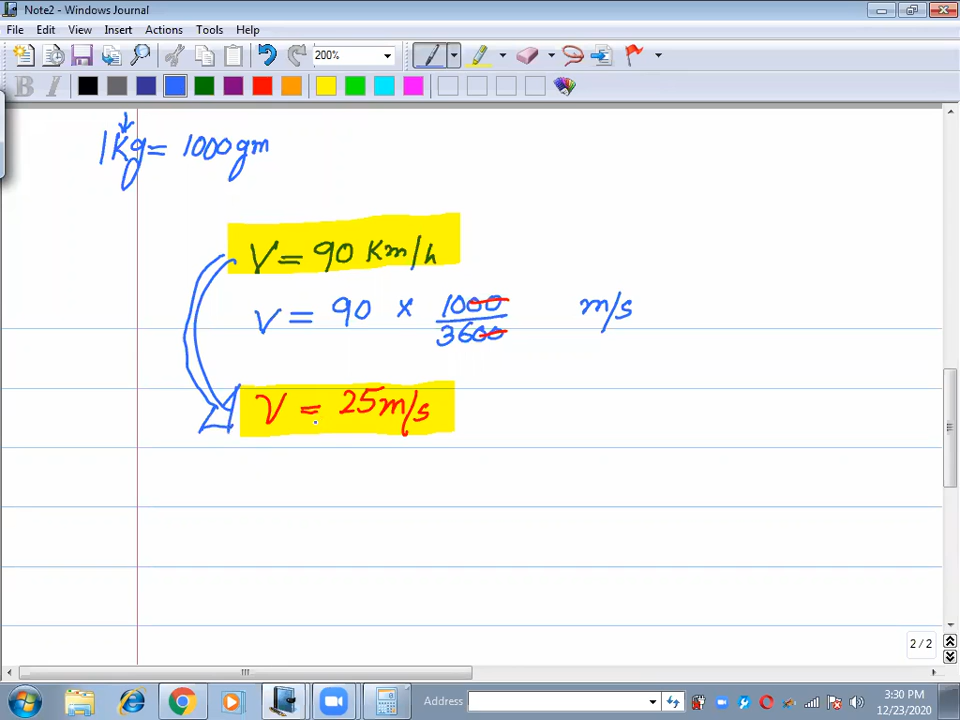 Note2 - Windows Journal
File Edit View Insert Actions Tools Help
200%
B I
1Kg= 1000gm
V= 90 Km/h
V = 90 × 1000/3600 m/s
V = 25m/s
2 / 2
Address
3:30 PM
12/23/2020